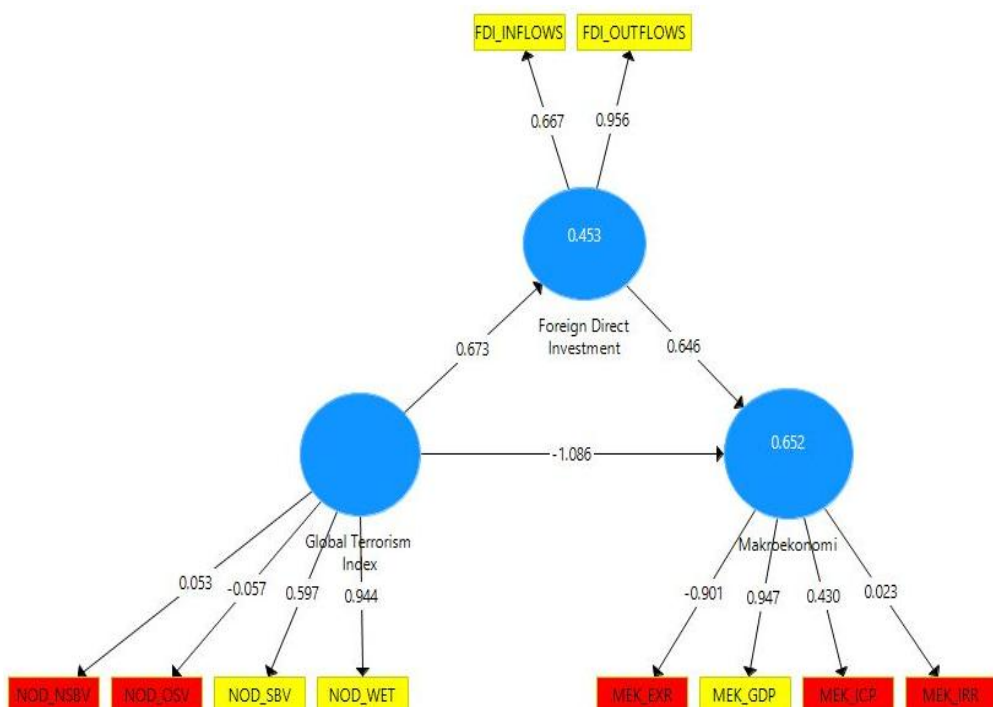 FDI_INFLOWS FDI_OUTFLOWS
0.667 0.956
0.453
Foreign Direct
Investment
0.673 0.646
0.652
-1.086
Global Terrorism
Index
Makroekonomi
0.053 -0.057 0.597 0.944
-0.901 0.947 0.430 0.023
NOD_NSBV NOD_OSV NOD_SBV NOD_WET
MEK_EXR MEK_GDP MEK_ICP MEK_IRR